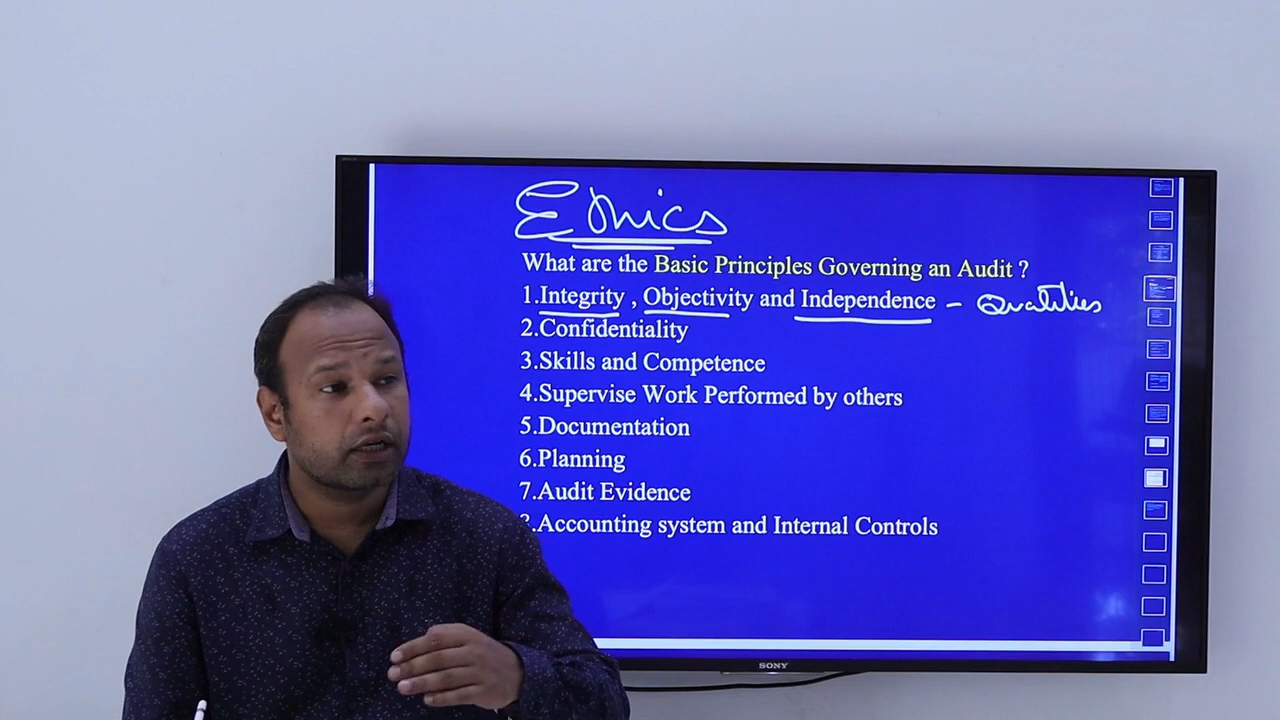 Ethics
What are the Basic Principles Governing an Audit ?
1.Integrity , Objectivity and Independence - Qualities
2.Confidentiality
3.Skills and Competence
4.Supervise Work Performed by others
5.Documentation
6.Planning
7.Audit Evidence
8.Accounting system and Internal Controls
SONY